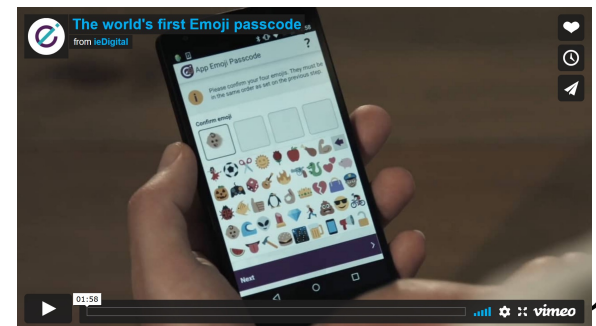 The world's first Emoji passcode
from ieDigital
58
App Emoji Passcode
?
i
Please confirm your four emojis. They must be
in the same order as set on the previous step.
Confirm emoji
Next
01:58
vimeo